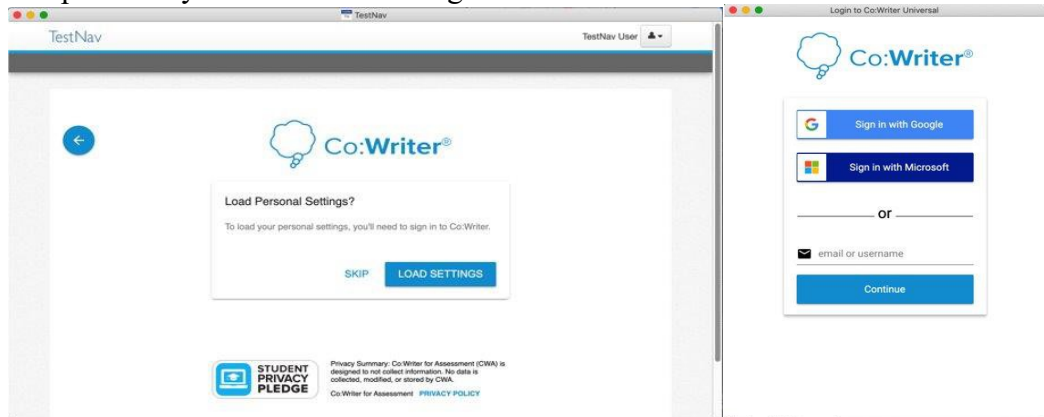 TestNav
TestNav
TestNav User
Co:Writer®
Load Personal Settings?
To load your personal settings, you'll need to sign in to Co:Writer.
SKIP
LOAD SETTINGS
STUDENT
PRIVACY
PLEDGE
Privacy Summary: Co:Writer for Assessment (CWA) is
designed to not collect information. No data is
collected, modified, or stored by CWA.
Co:Writer for Assessment PRIVACY POLICY
Login to Co:Writer Universal
Co:Writer®
Sign in with Google
Sign in with Microsoft
or
email or username
Continue